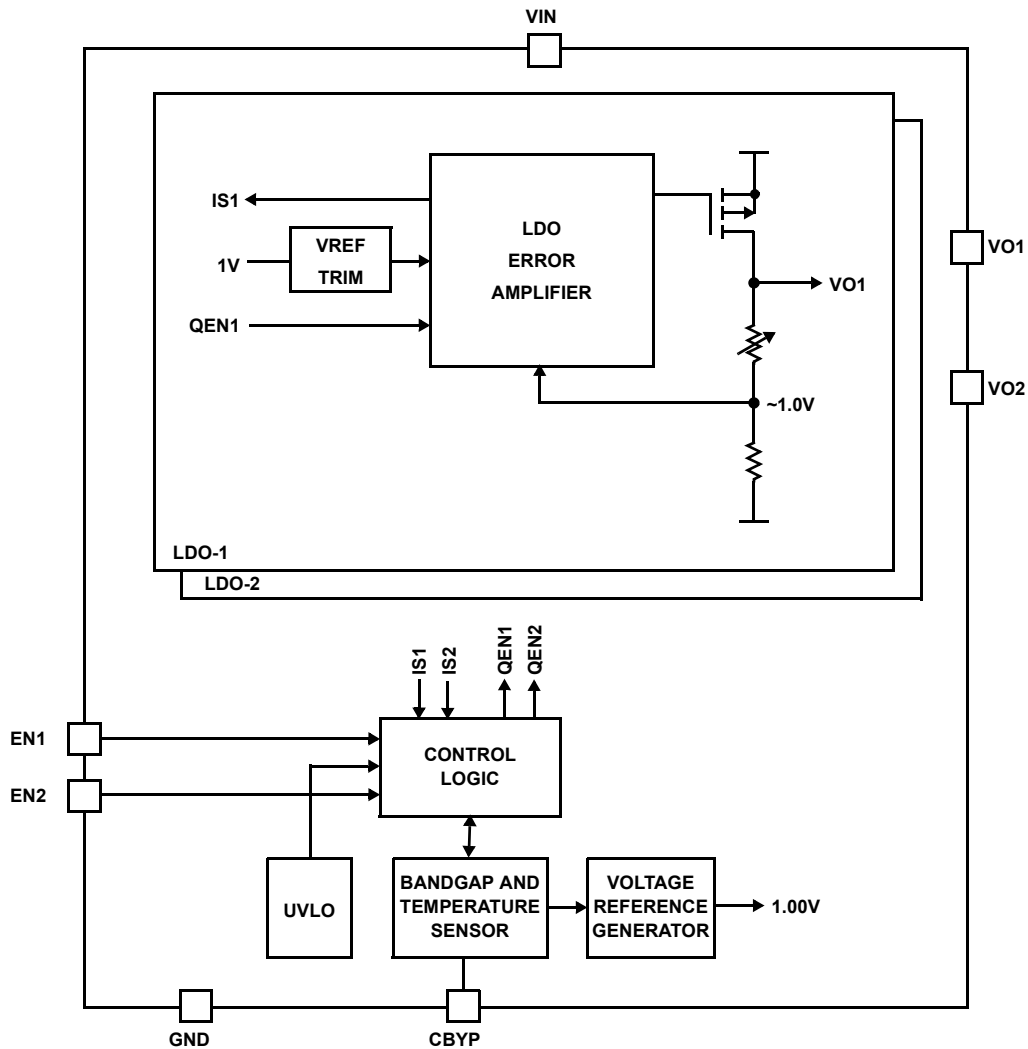 VIN
IS1
VREF
TRIM
1V
QEN1
LDO
ERROR
AMPLIFIER
VO1
~1.0V
VO1
VO2
LDO-1
LDO-2
IS1
IS2
QEN1
QEN2
EN1
EN2
CONTROL
LOGIC
UVLO
BANDGAP AND
TEMPERATURE
SENSOR
VOLTAGE
REFERENCE
GENERATOR
1.00V
GND
CBYP